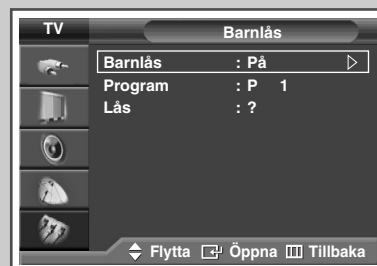 TV Barnlås
Barnlås : På
Program : P 1
Lås : ?
Flytta Öppna Tillbaka